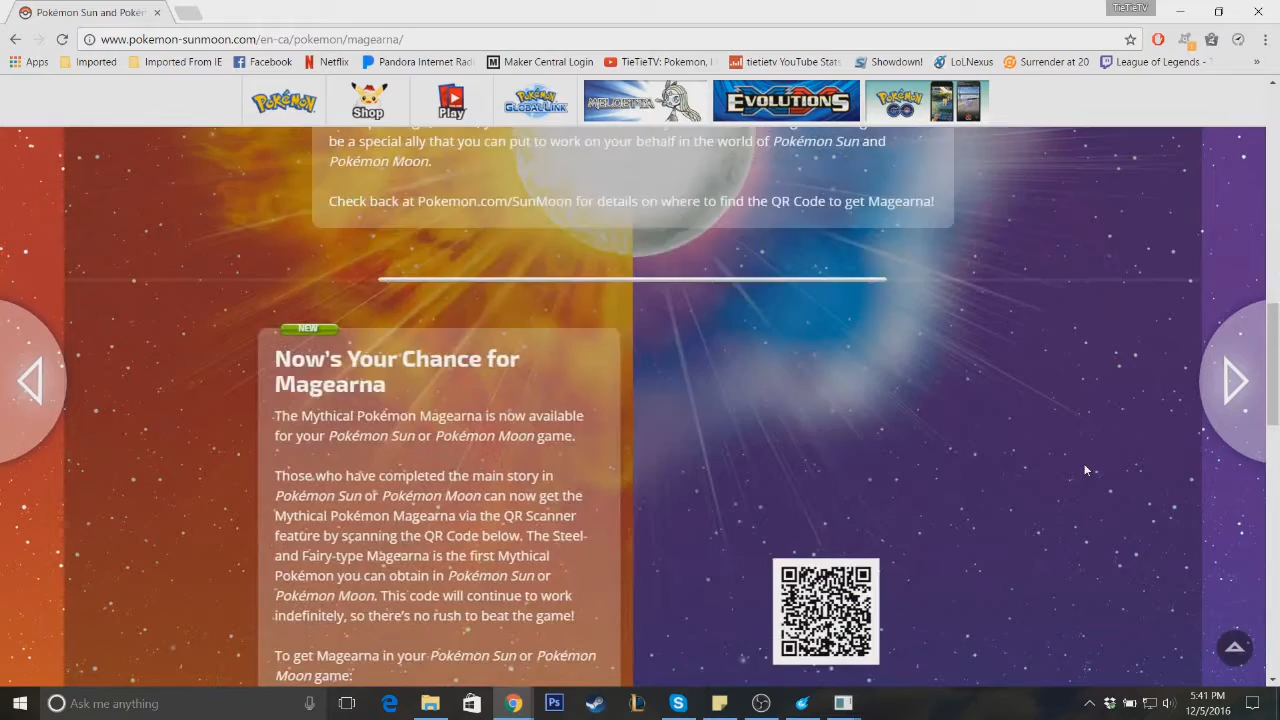 Pokémon Sun and Pokém
TieTieTV
www.pokemon-sunmoon.com/en-ca/pokemon/magearna/
Apps Imported Imported From IE Facebook Netflix Pandora Internet Radi Maker Central Login TieTieTV: Pokemon, L tietietv YouTube Stats Showdown! LoLNexus Surrender at 20 League of Legends - T »
Pokémon Shop Play Pokémon GLOBAL LINK MELOETTA EVOLUTIONS POKÉMON GO
be a special ally that you can put to work on your behalf in the world of Pokémon Sun and
Pokémon Moon.
Check back at Pokemon.com/SunMoon for details on where to find the QR Code to get Magearna!
NEW
Now's Your Chance for
Magearna
The Mythical Pokémon Magearna is now available
for your Pokémon Sun or Pokémon Moon game.
Those who have completed the main story in
Pokémon Sun or Pokémon Moon can now get the
Mythical Pokémon Magearna via the QR Scanner
feature by scanning the QR Code below. The Steel-
and Fairy-type Magearna is the first Mythical
Pokémon you can obtain in Pokémon Sun or
Pokémon Moon. This code will continue to work
indefinitely, so there's no rush to beat the game!
To get Magearna in your Pokémon Sun or Pokémon
Moon game:
Ask me anything
5:41 PM
12/5/2016